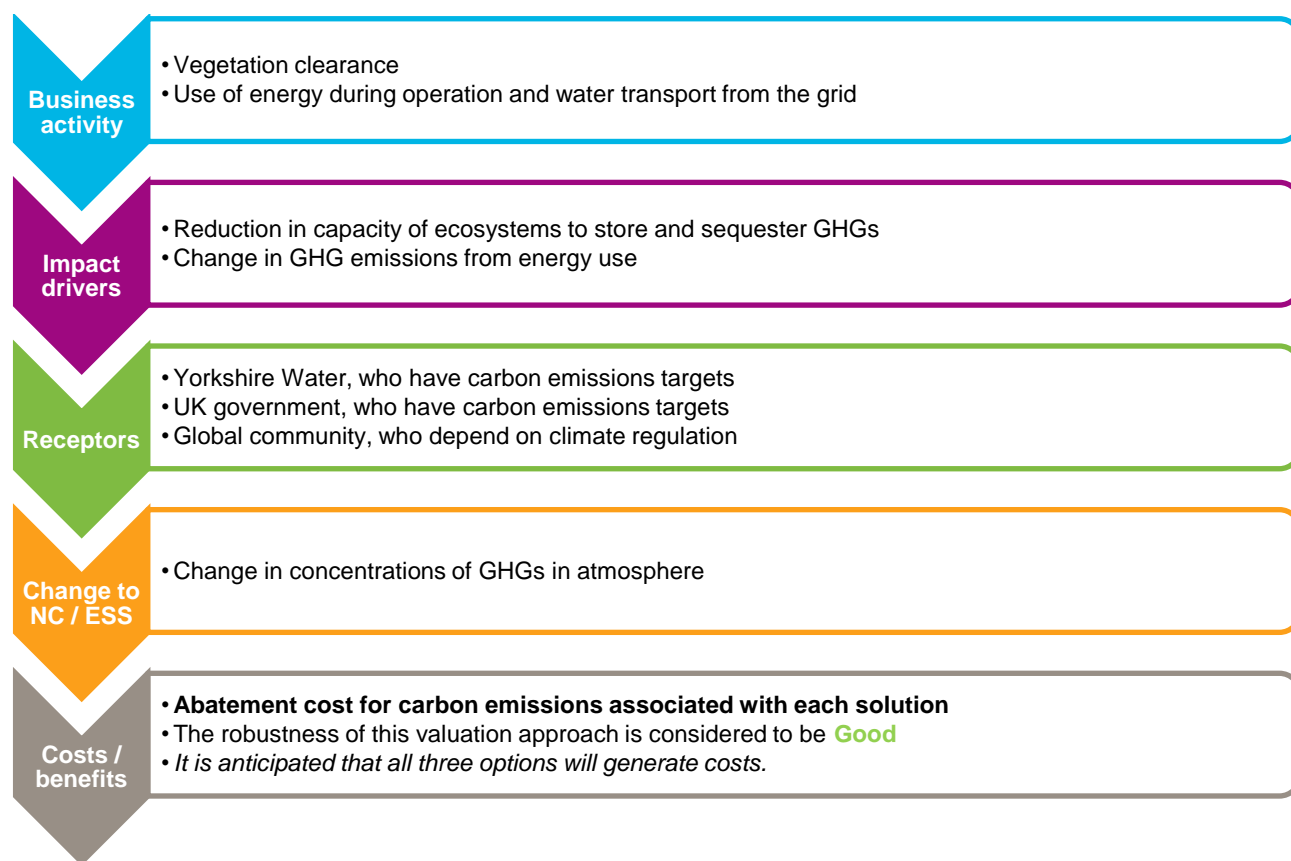 Business
activity
• Vegetation clearance
• Use of energy during operation and water transport from the grid
Impact
drivers
• Reduction in capacity of ecosystems to store and sequester GHGs
• Change in GHG emissions from energy use
Receptors
• Yorkshire Water, who have carbon emissions targets
• UK government, who have carbon emissions targets
• Global community, who depend on climate regulation
Change to
NC / ESS
• Change in concentrations of GHGs in atmosphere
Costs /
benefits
• Abatement cost for carbon emissions associated with each solution
• The robustness of this valuation approach is considered to be Good
• It is anticipated that all three options will generate costs.